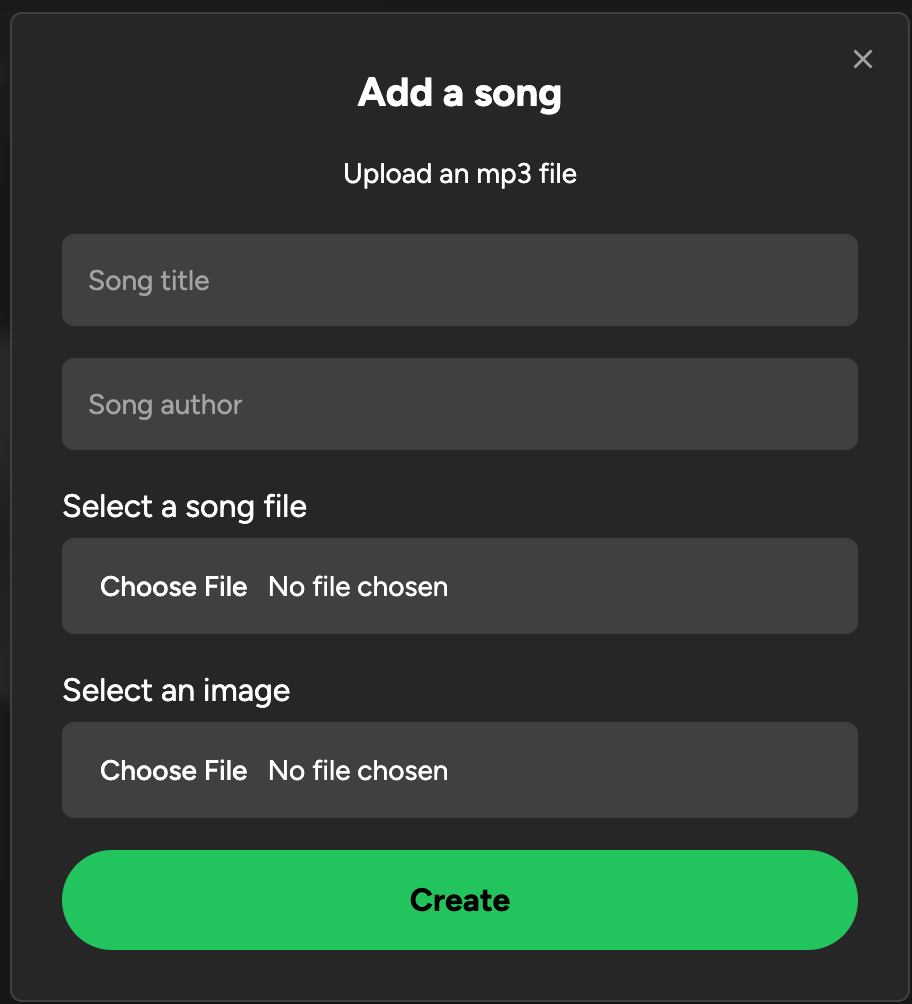 Add a song
Upload an mp3 file
Song title
Song author
Select a song file
Choose File No file chosen
Select an image
Choose File No file chosen
Create